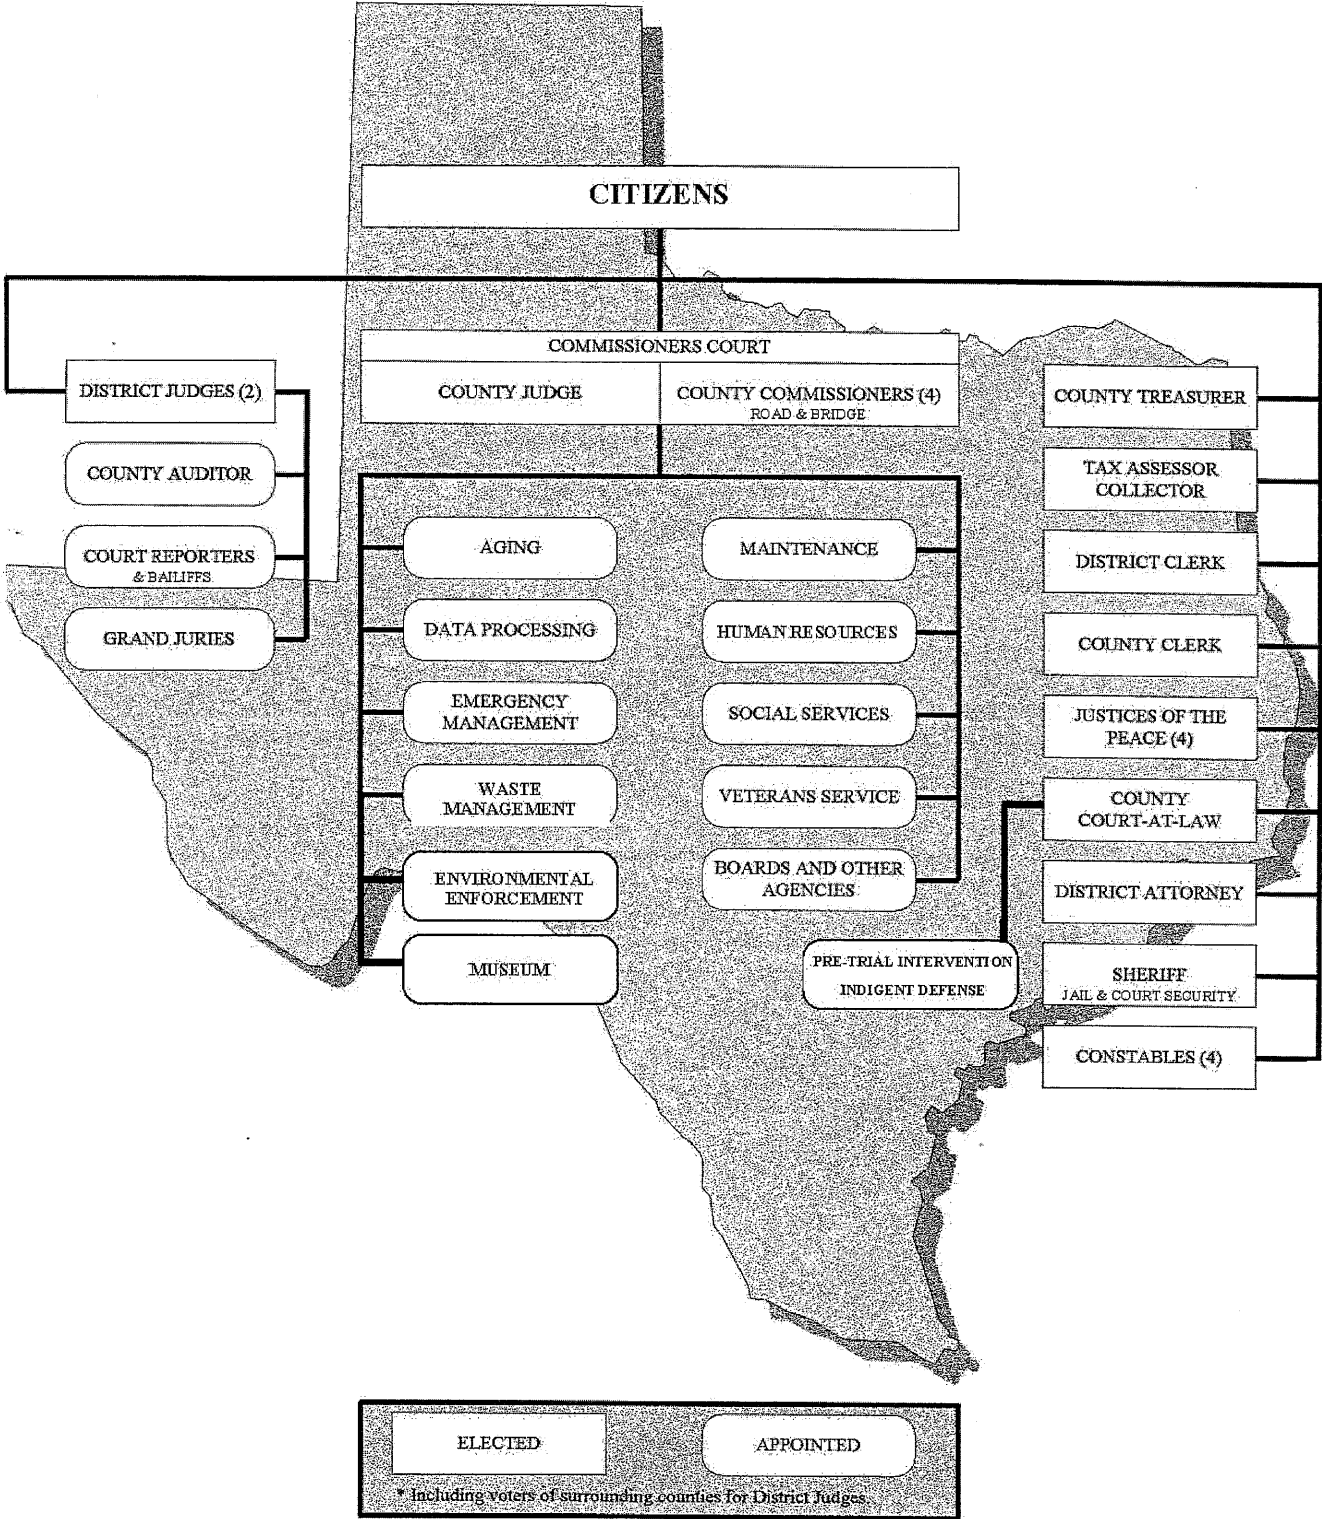 CITIZENS
COMMISSIONERS COURT
COUNTY JUDGE
COUNTY COMMISSIONERS (4)
ROAD & BRIDGE
DISTRICT JUDGES (2)
COUNTY AUDITOR
COURT REPORTERS
& BAILIFFS
GRAND JURIES
AGING
DATA PROCESSING
EMERGENCY
MANAGEMENT
WASTE
MANAGEMENT
ENVIRONMENTAL
ENFORCEMENT
MUSEUM
MAINTENANCE
HUMAN RESOURCES
SOCIAL SERVICES
VETERANS SERVICE
BOARDS AND OTHER
AGENCIES
PRE-TRIAL INTERVENTION
INDIGENT DEFENSE
COUNTY TREASURER
TAX ASSESSOR
COLLECTOR
DISTRICT CLERK
COUNTY CLERK
JUSTICES OF THE
PEACE (4)
COUNTY
COURT-AT-LAW
DISTRICT ATTORNEY
SHERIFF
JAIL & COURT SECURITY
CONSTABLES (4)
ELECTED
APPOINTED
* Including voters of surrounding counties for District Judges.